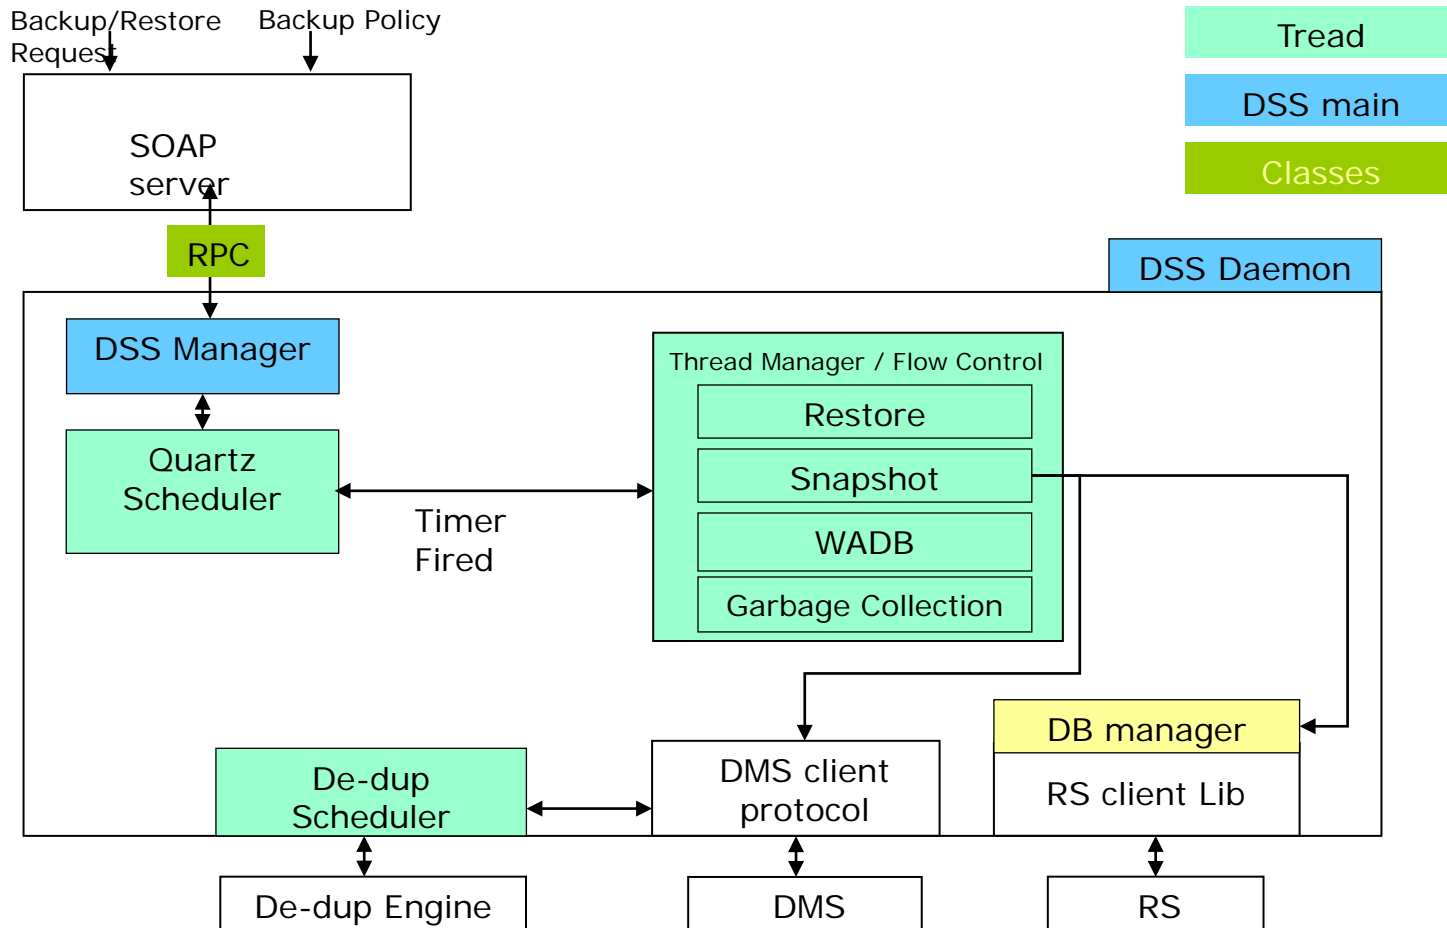 Backup/Restore
Request
Backup Policy
Tread
DSS main
Classes
SOAP
server
RPC
DSS Daemon
DSS Manager
Thread Manager / Flow Control
Restore
Quartz
Scheduler
Snapshot
Timer
Fired
WADB
Garbage Collection
DB manager
De-dup
Scheduler
DMS client
protocol
RS client Lib
De-dup Engine
DMS
RS